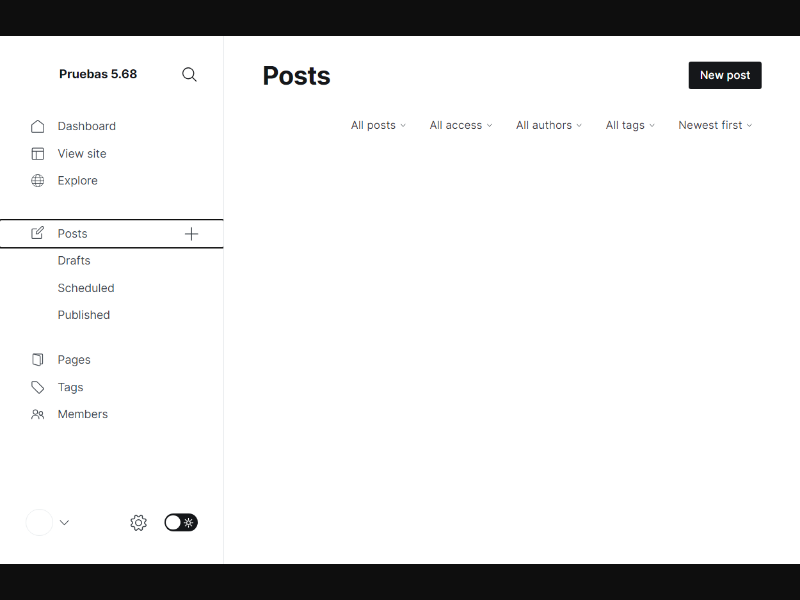 Pruebas 5.68
Dashboard
View site
Explore
Posts
Drafts
Scheduled
Published
Pages
Tags
Members
Posts
New post
All posts All access All authors All tags Newest first